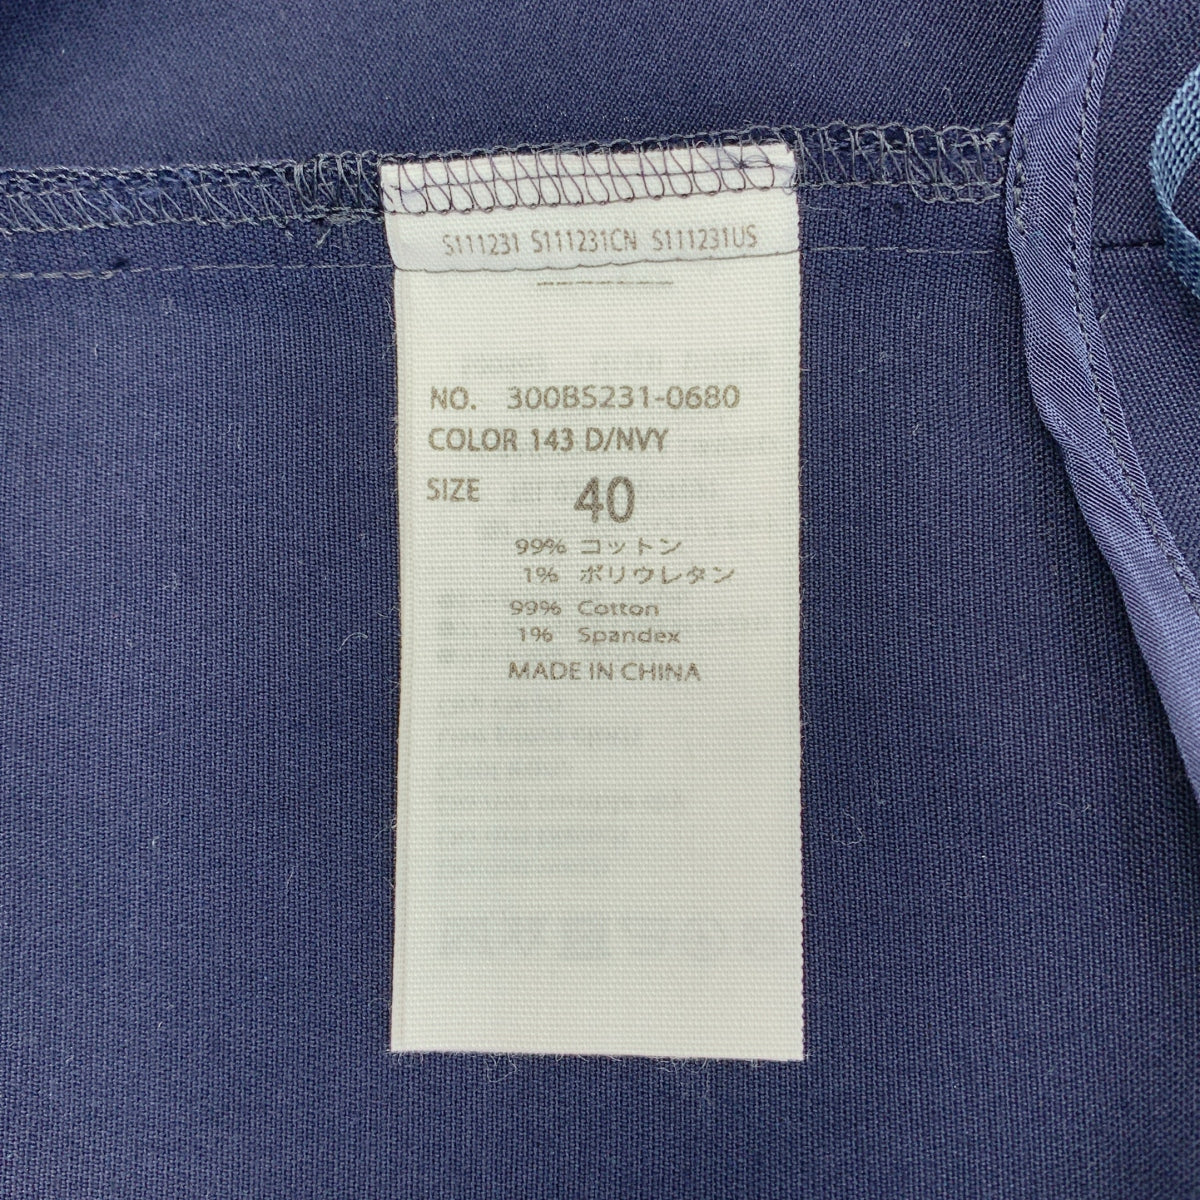 S111231 S111231CN S111231US
NO. 300BS231-0680
COLOR 143 D/NVY
SIZE 40
99% コットン
1% ポリウレタン
99% Cotton
1% Spandex
MADE IN CHINA